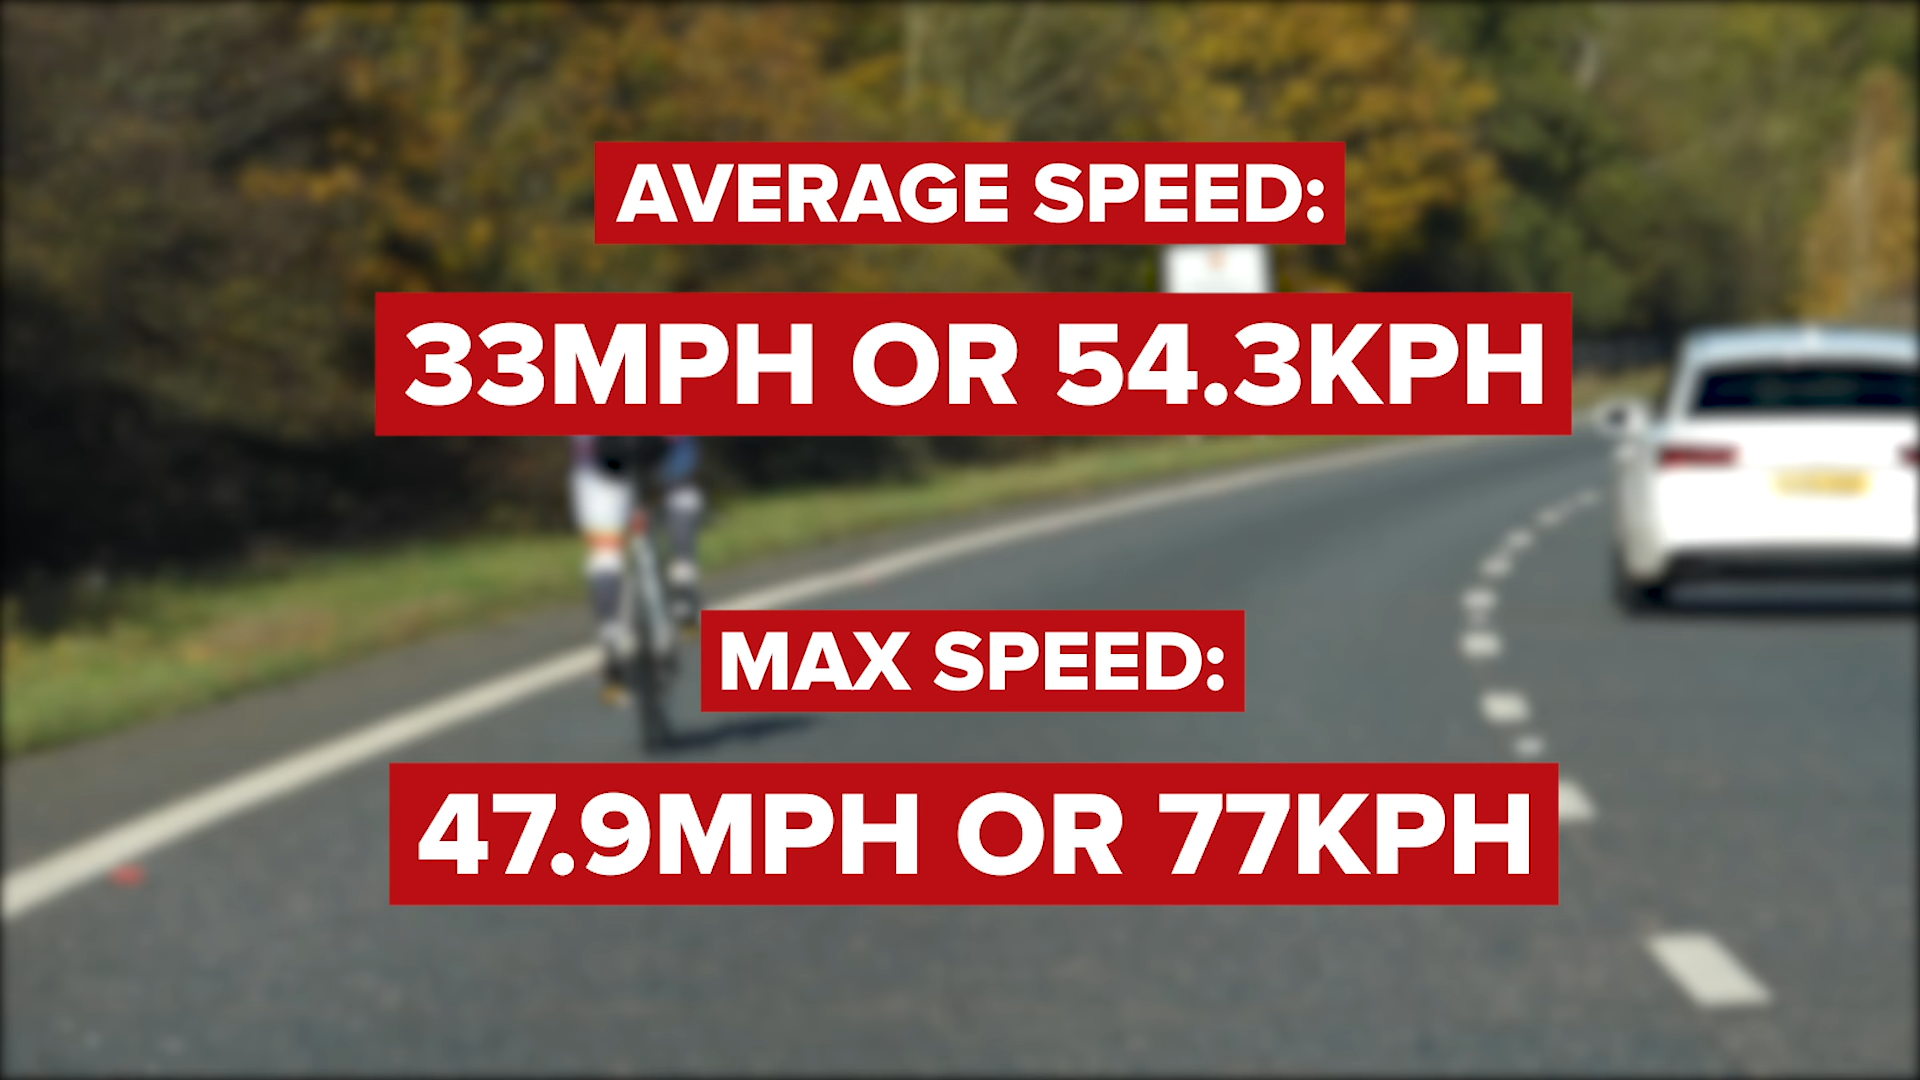 AVERAGE SPEED:
33MPH OR 54.3KPH
MAX SPEED:
47.9MPH OR 77KPH